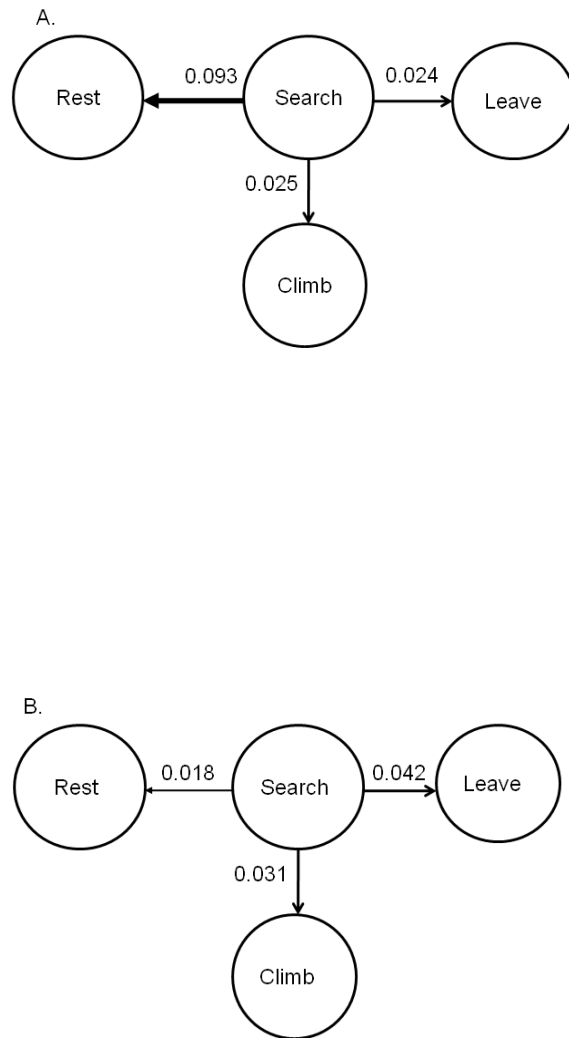 A.
0.093 0.024
Rest Search Leave
0.025
Climb
B.
0.018 0.042
Rest Search Leave
0.031
Climb